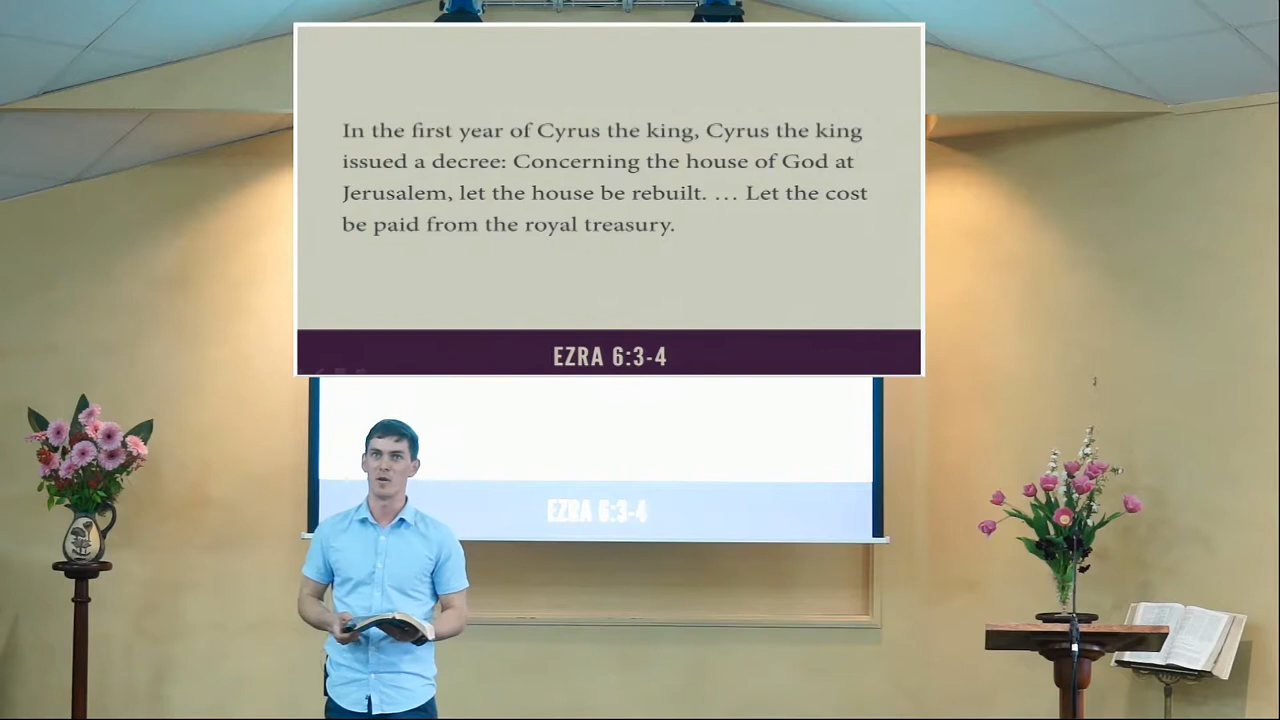 In the first year of Cyrus the king, Cyrus the king
issued a decree: Concerning the house of God at
Jerusalem, let the house be rebuilt. … Let the cost
be paid from the royal treasury.
EZRA 6:3-4
EZRA 6:3-4